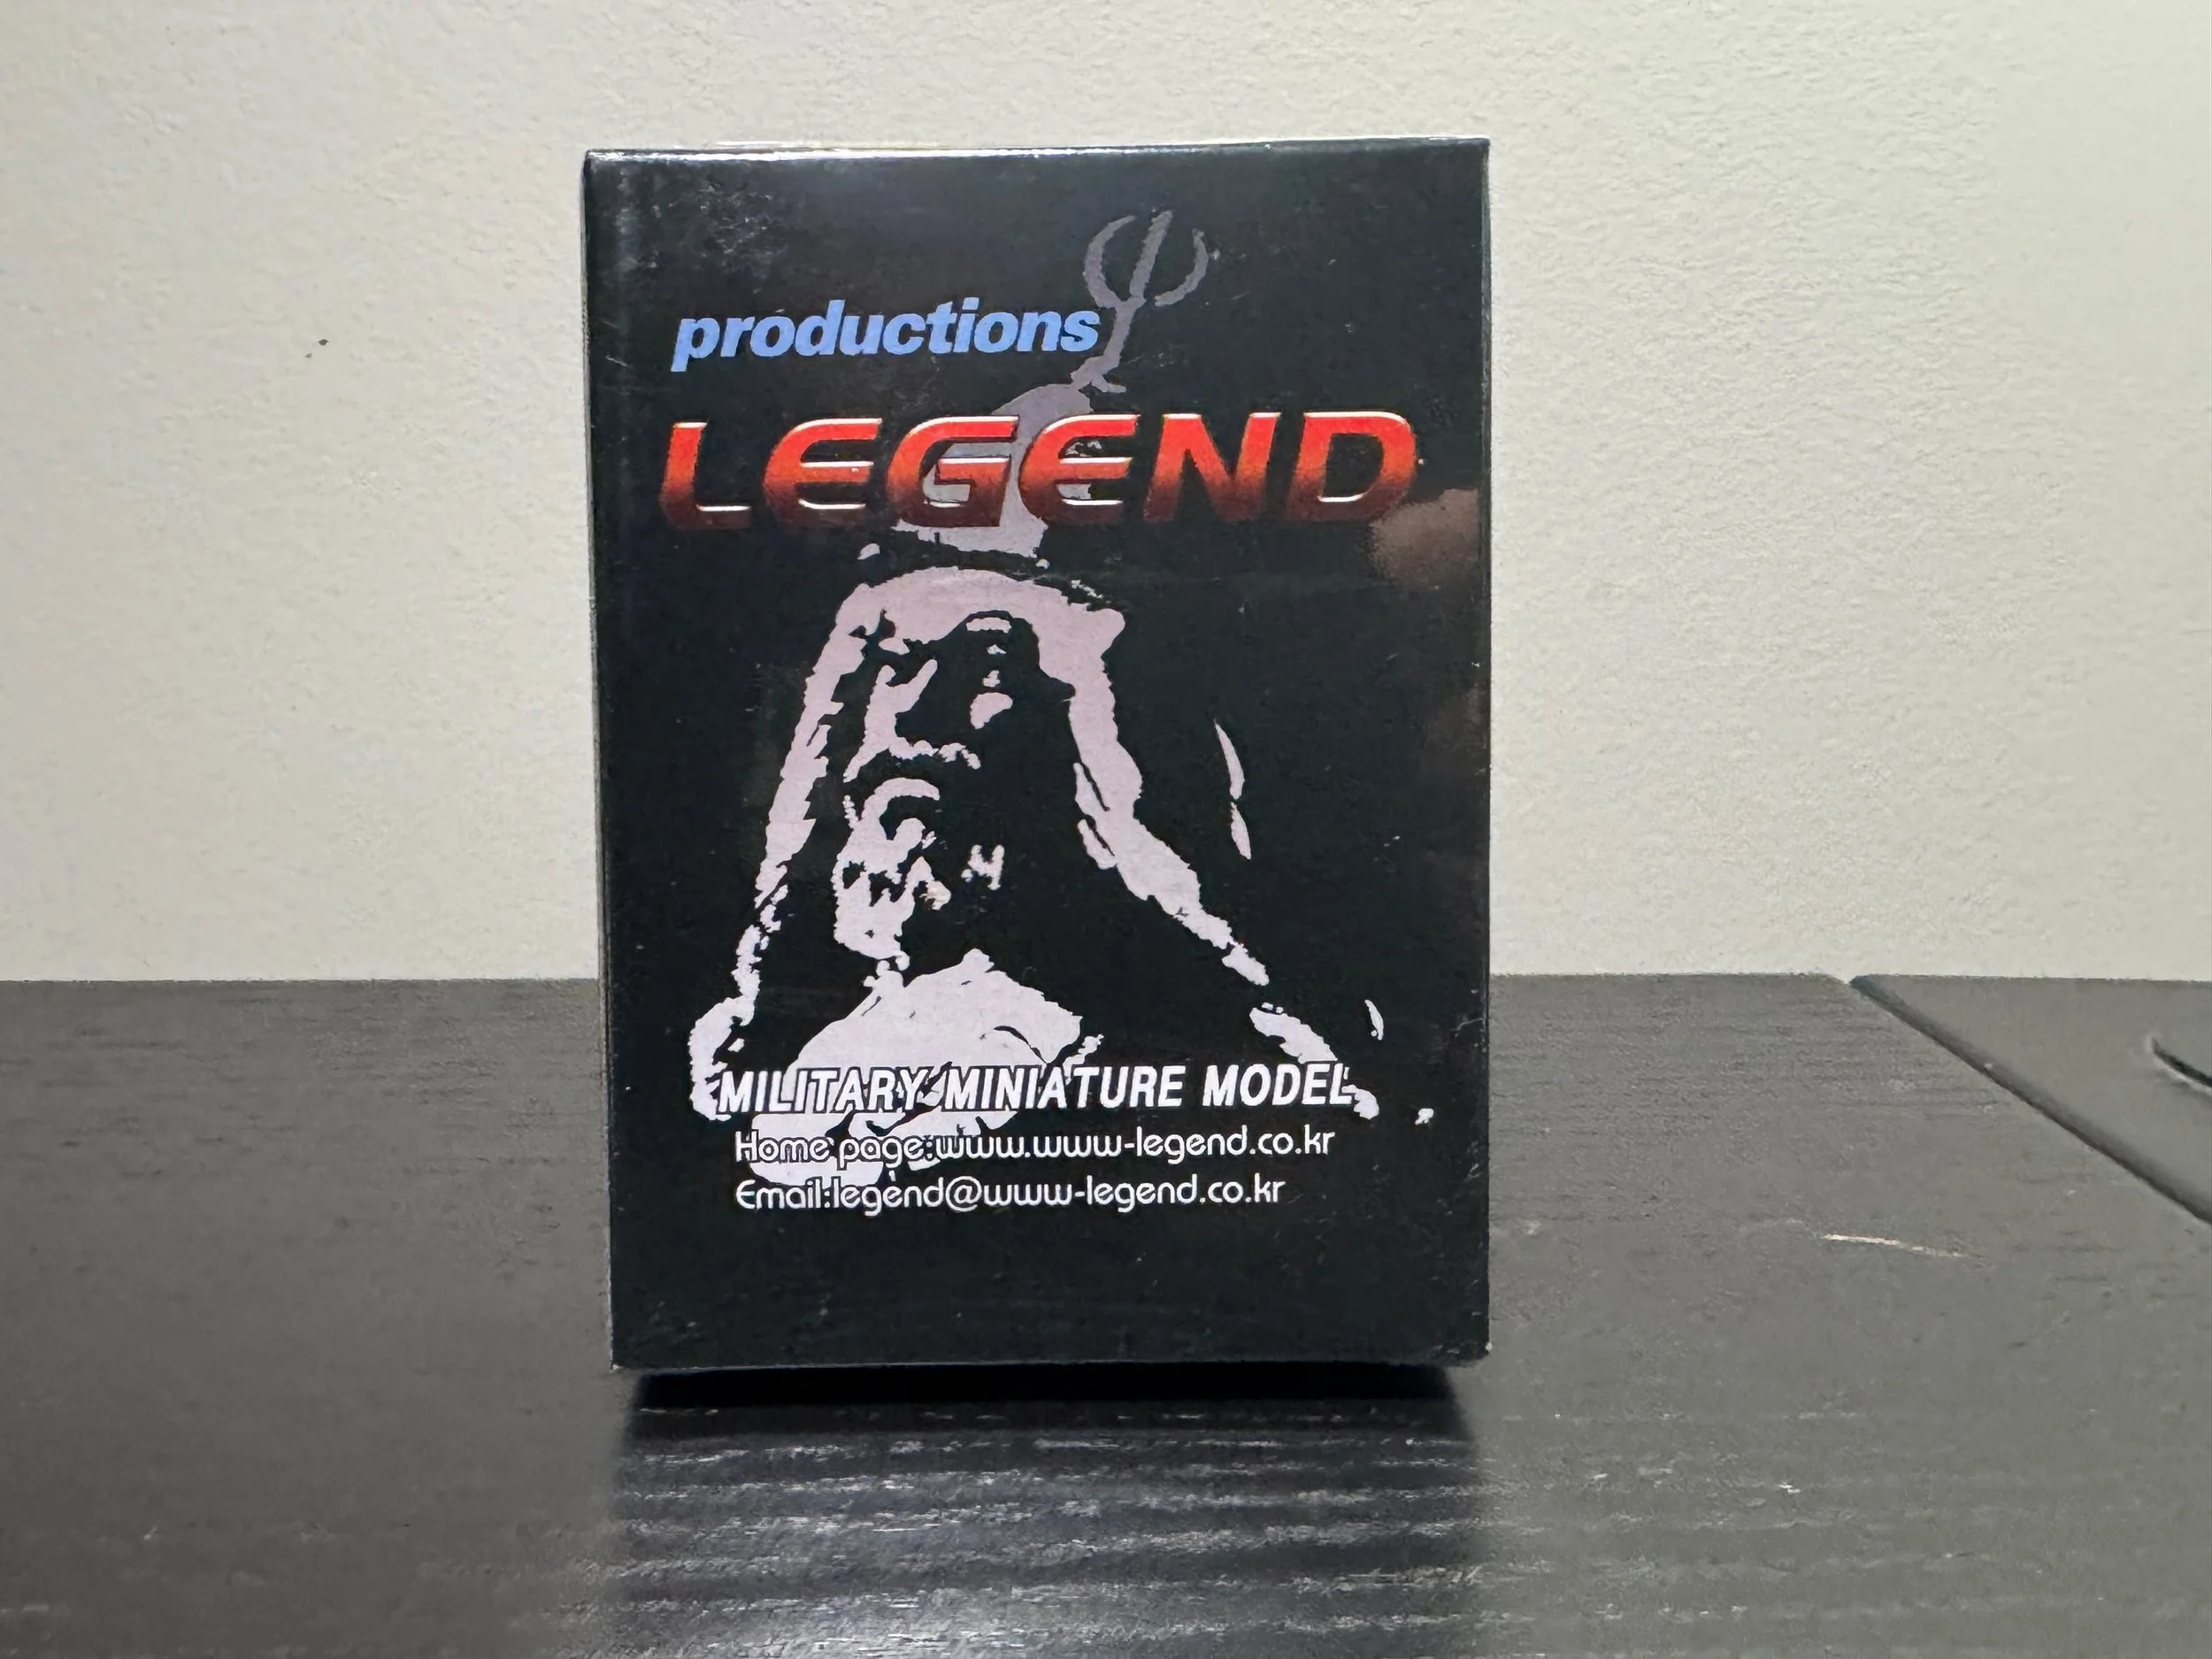 productions
LEGEND
MILITARY MINIATURE MODEL
Home page:www.www-legend.co.kr
Email:legend@www-legend.co.kr